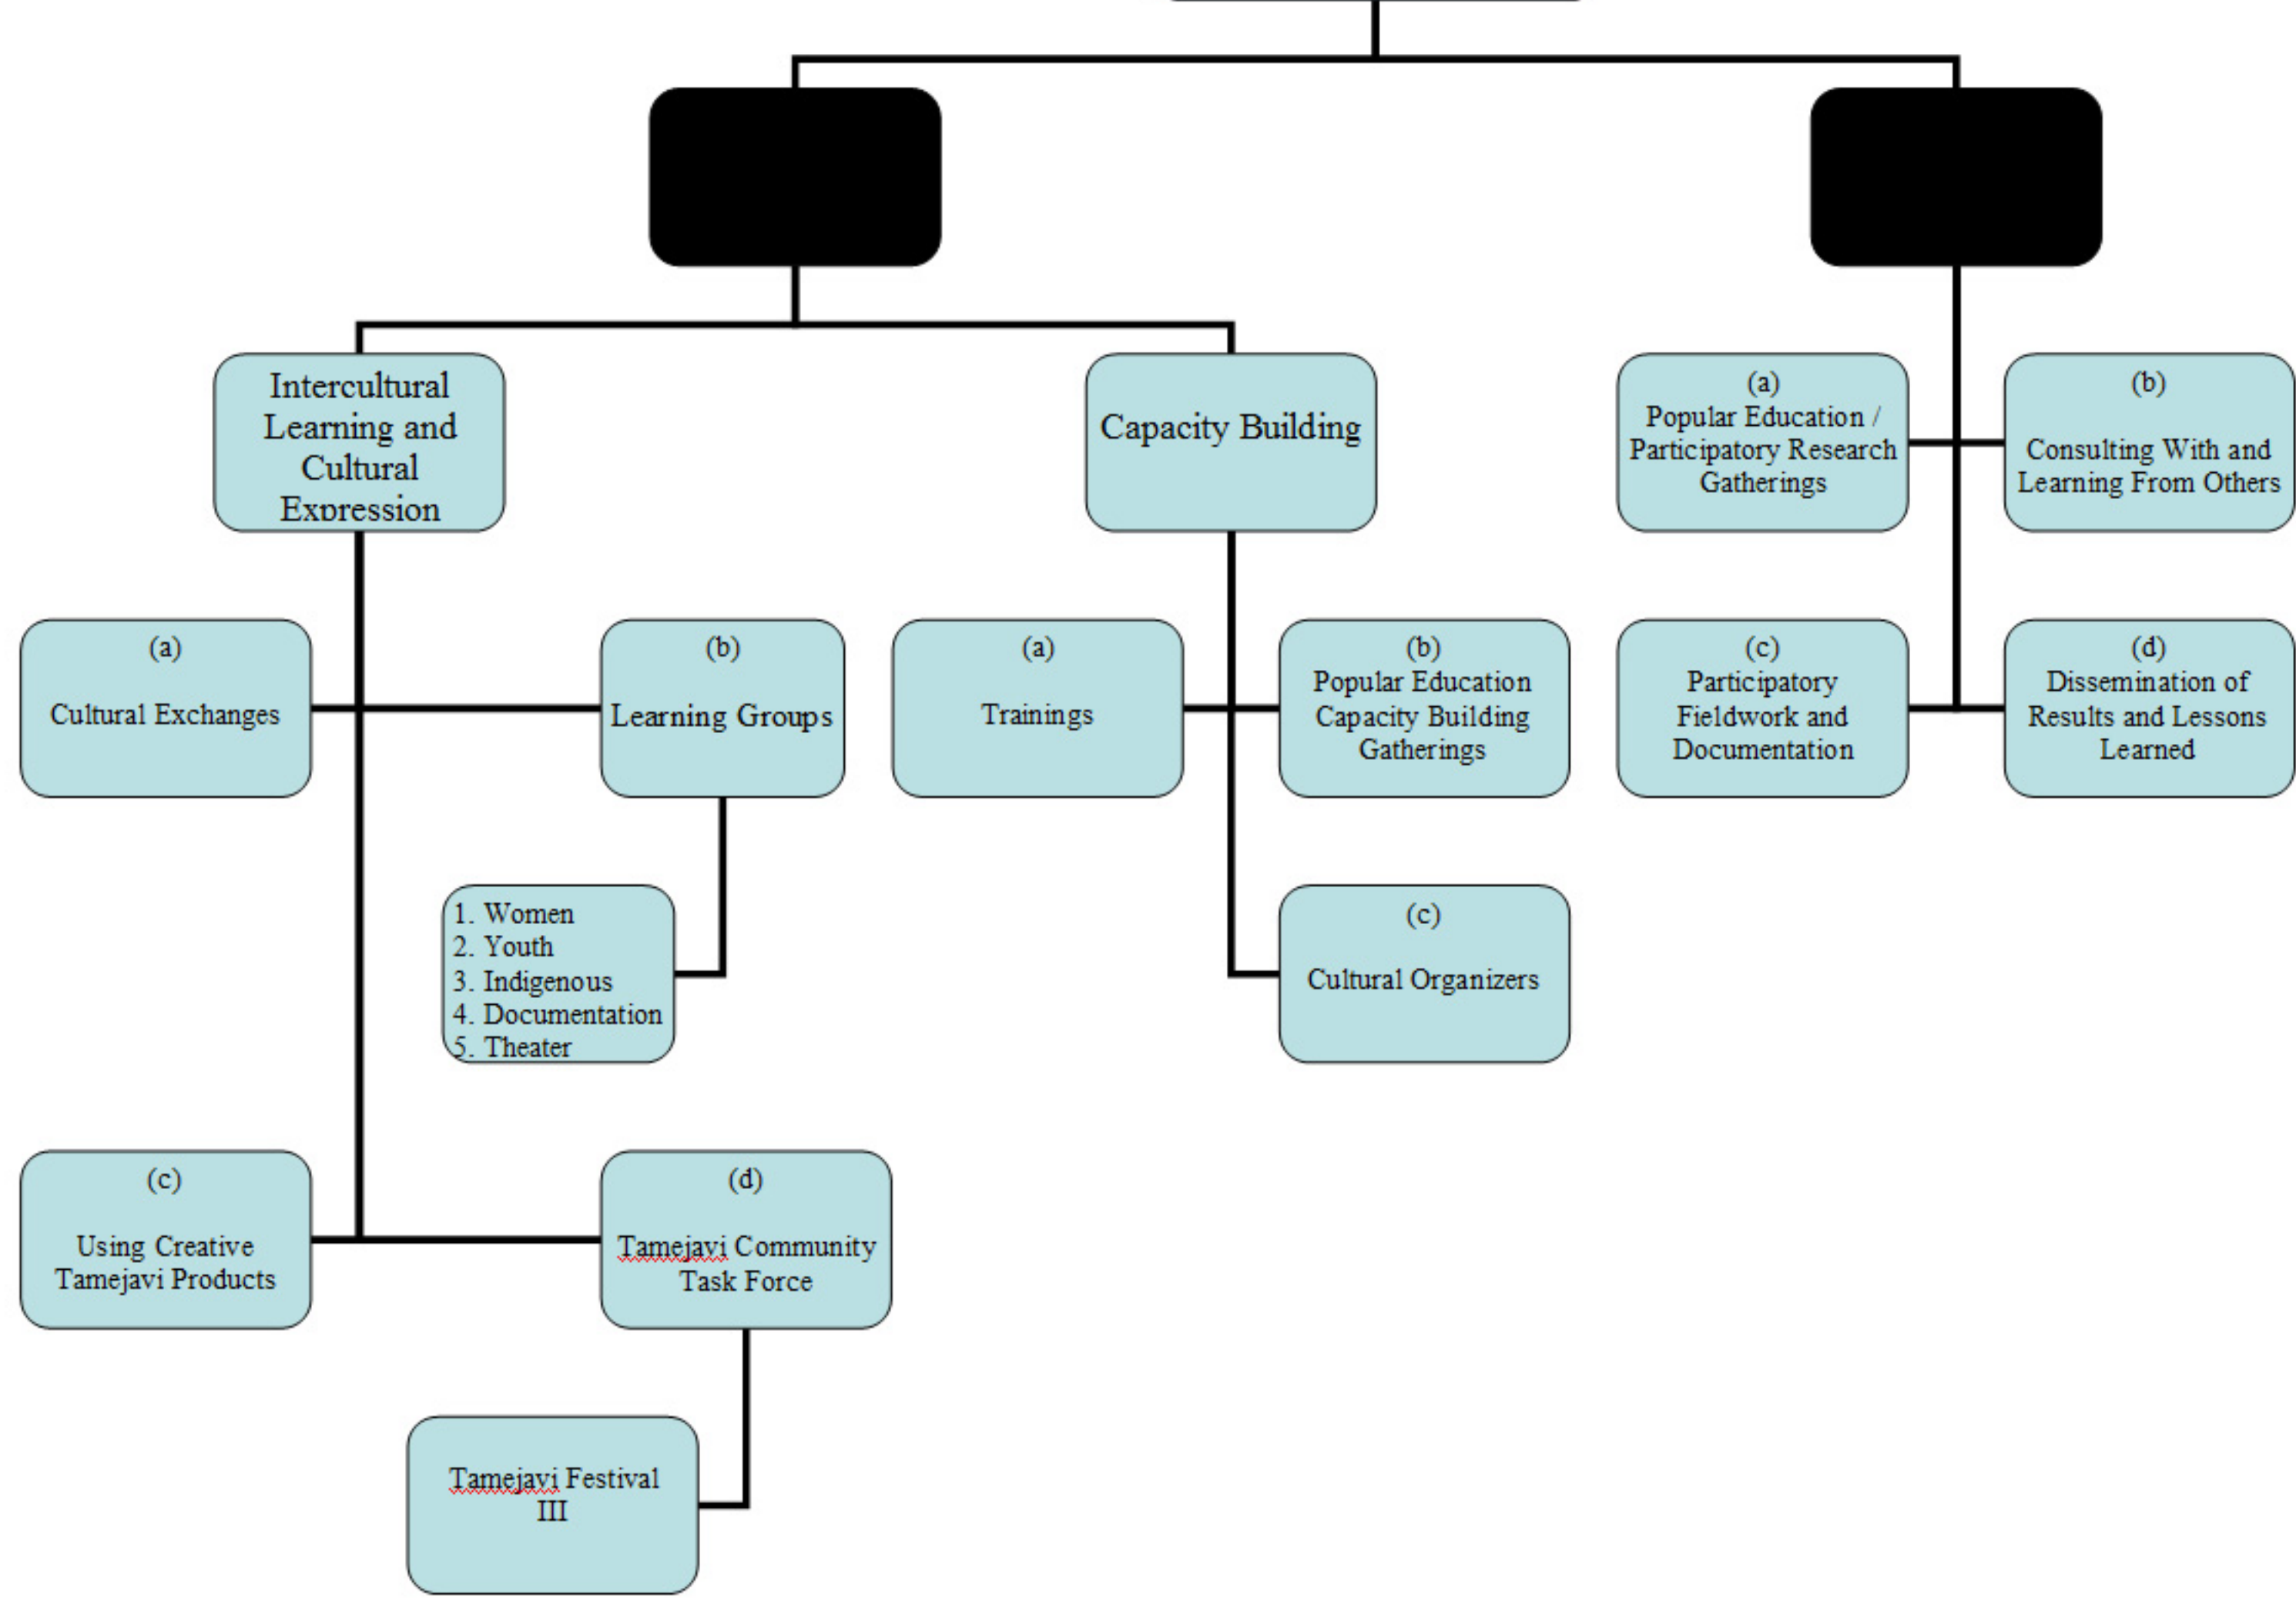 Intercultural
Learning and
Cultural
Expression
Capacity Building
(a)
Popular Education /
Participatory Research
Gatherings
(b)
Consulting With and
Learning From Others
(a)
Cultural Exchanges
(b)
Learning Groups
(a)
Trainings
(b)
Popular Education
Capacity Building
Gatherings
(c)
Participatory
Fieldwork and
Documentation
(d)
Dissemination of
Results and Lessons
Learned
1. Women
2. Youth
3. Indigenous
4. Documentation
5. Theater
(c)
Cultural Organizers
(c)
Using Creative
Tamejavi Products
(d)
Tamejavi Community
Task Force
Tamejavi Festival
III